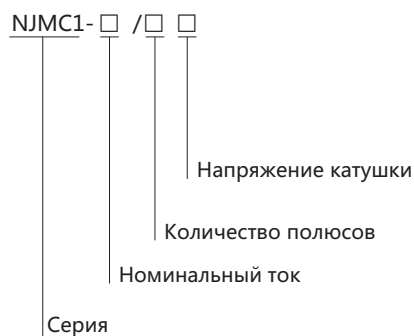 NJMC1- □ /□ □
Напряжение катушки
Количество полюсов
Номинальный ток
Серия